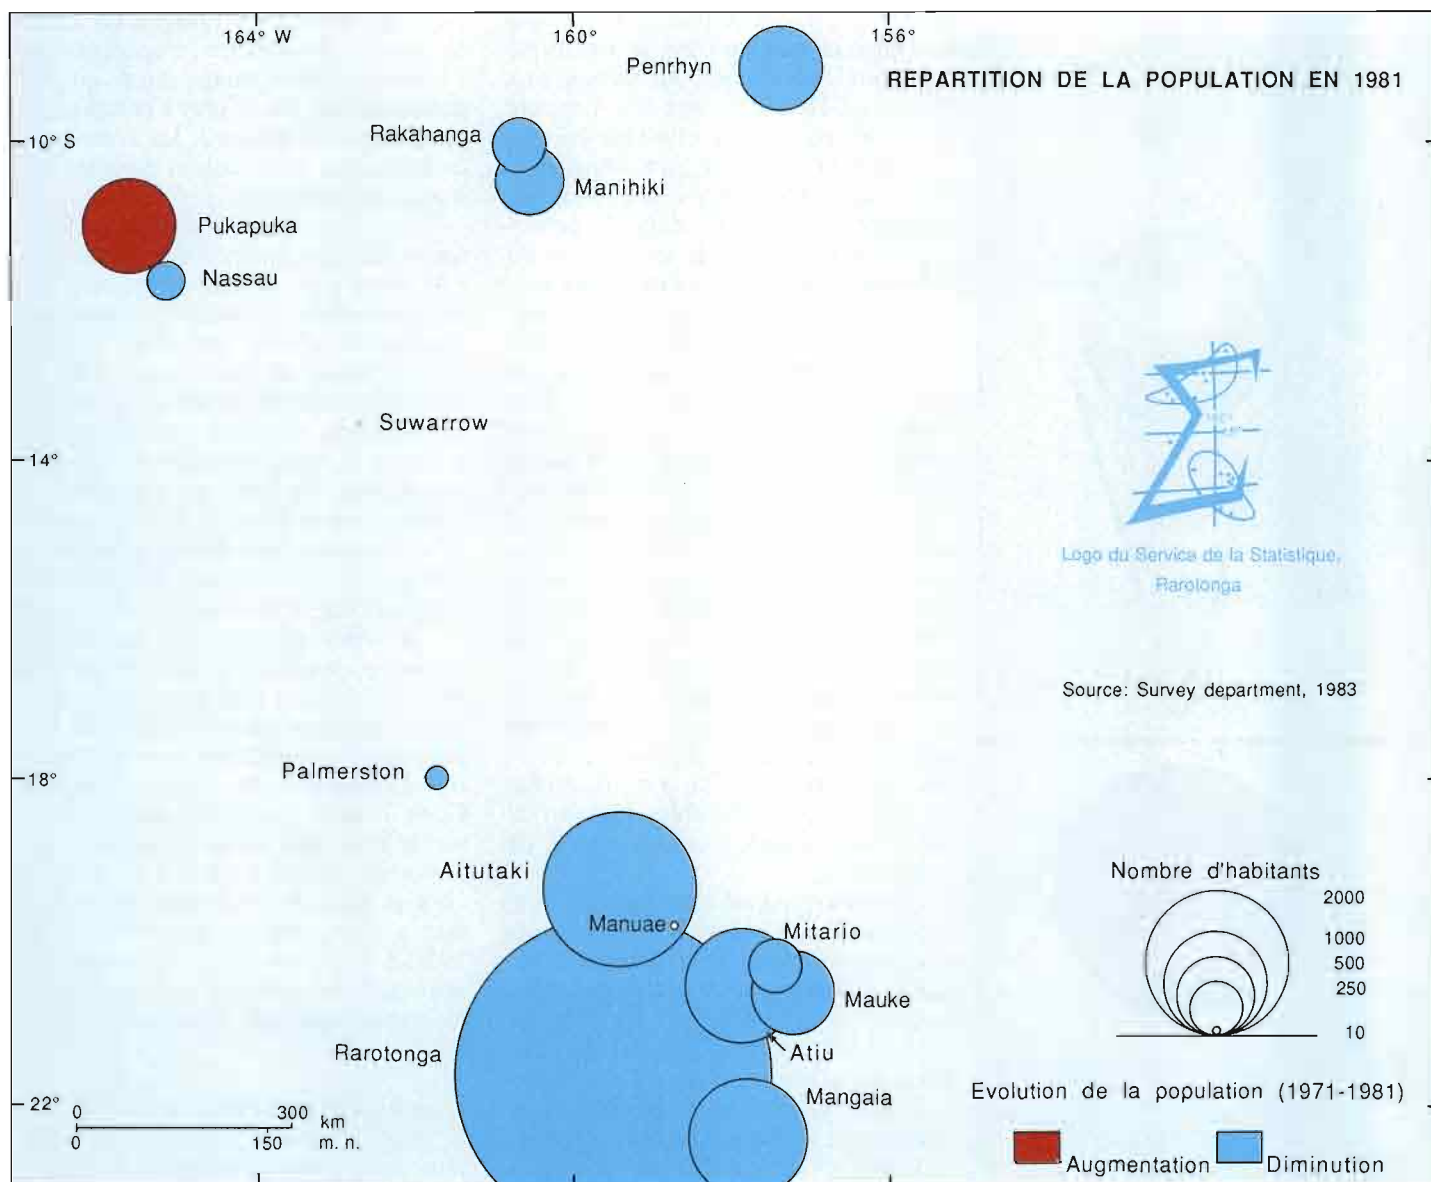 164° W
160°
156°
Penrhyn
REPARTITION DE LA POPULATION EN 1981
Rakahanga
10° S
Manihiki
Pukapuka
Nassau
Suwarrow
14°
Logo du Service de la Statistique,
Rarotonga
Source: Survey department, 1983
Palmerston
18°
Aitutaki
Nombre d'habitants
2000
Manuae
Mitario
1000
500
250
Mauke
10
Rarotonga
Atiu
Mangaia
Evolution de la population (1971-1981)
22°
0 300 km
0 150 m. n.
Augmentation Diminution